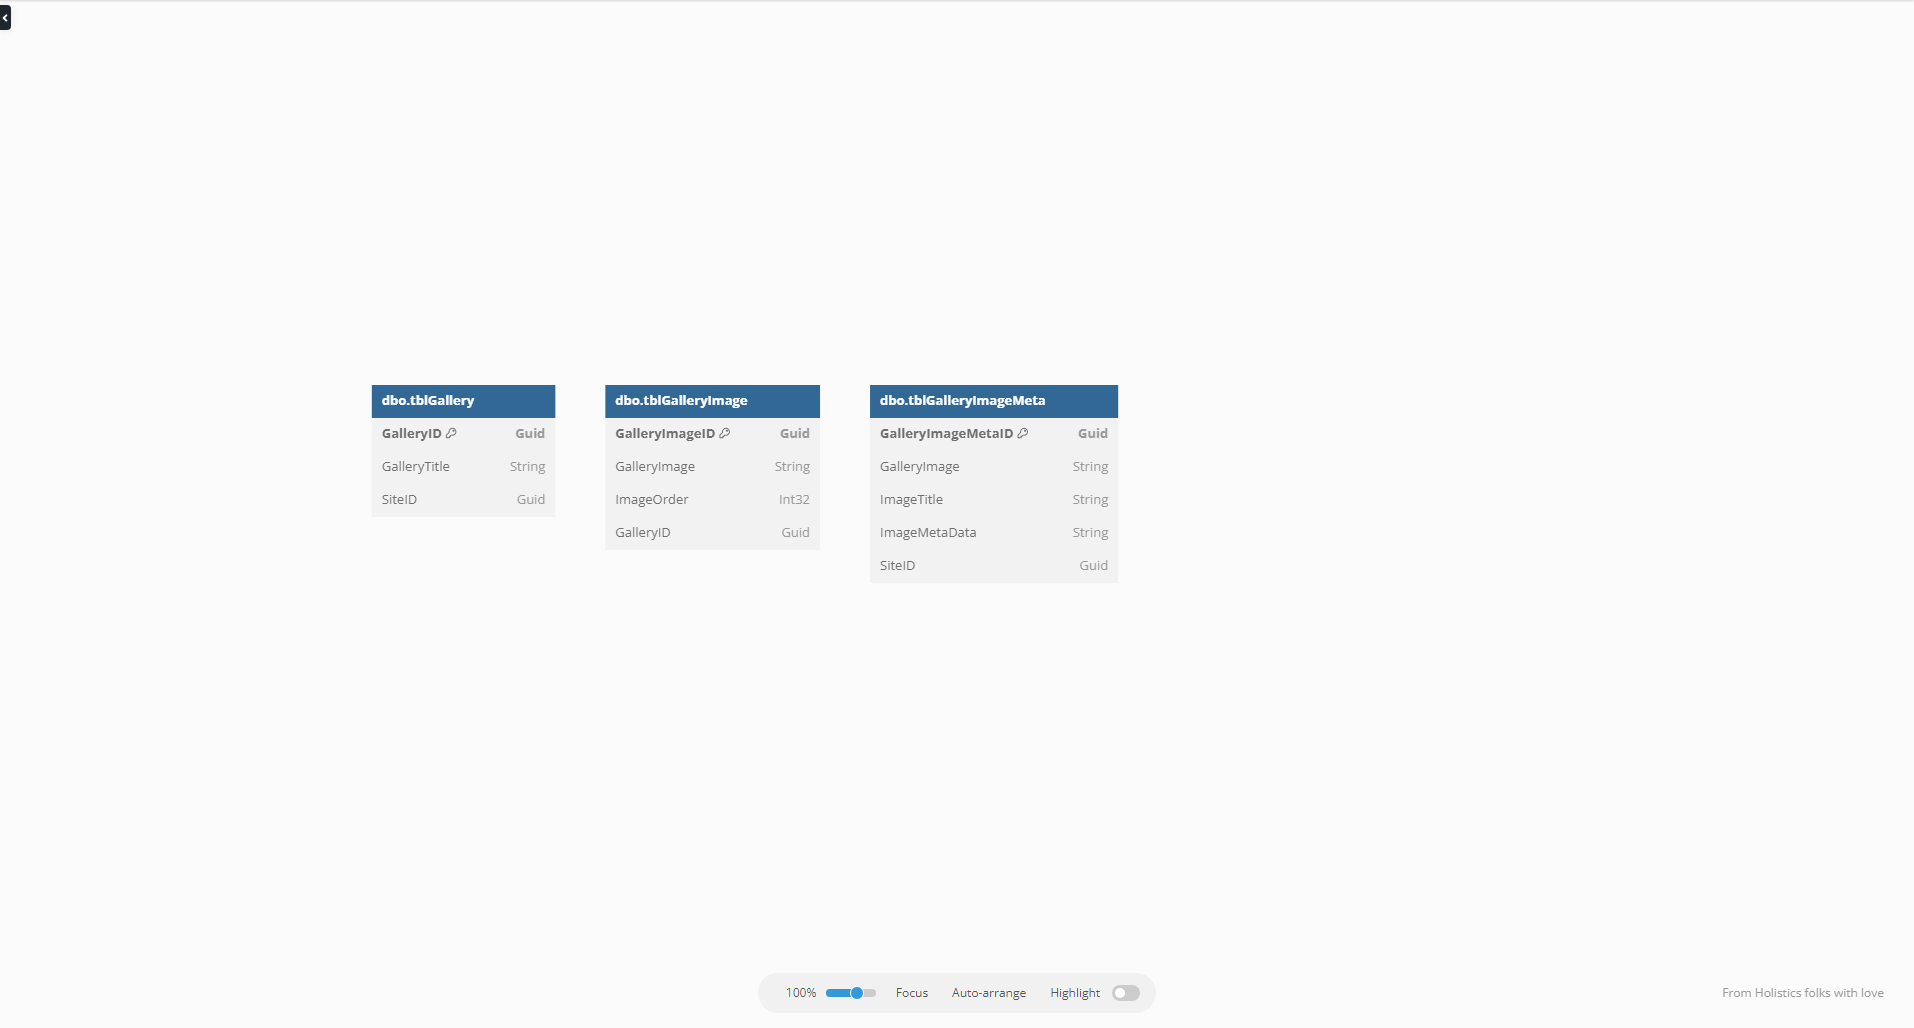 dbo.tblGallery
GalleryID Guid
GalleryTitle String
SiteID Guid
dbo.tblGalleryImage
GalleryImageID Guid
GalleryImage String
ImageOrder Int32
GalleryID Guid
dbo.tblGalleryImageMeta
GalleryImageMetaID Guid
GalleryImage String
ImageTitle String
ImageMetaData String
SiteID Guid
100% Focus Auto-arrange Highlight
From Holistics folks with love